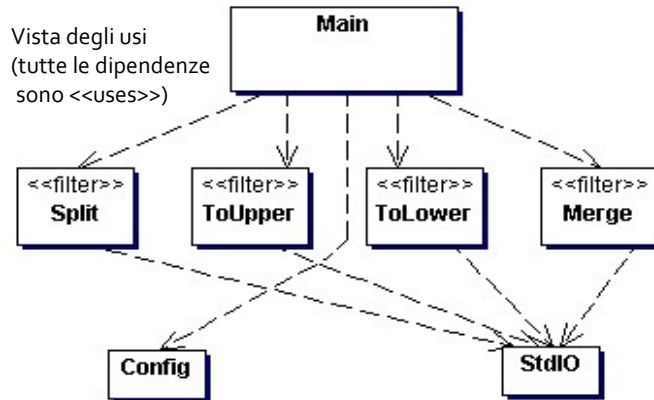 Main
Vista degli usi
(tutte le dipendenze
sono <<uses>>)
<<filter>>
Split
<<filter>>
ToUpper
<<filter>>
ToLower
<<filter>>
Merge
Config
StdIO